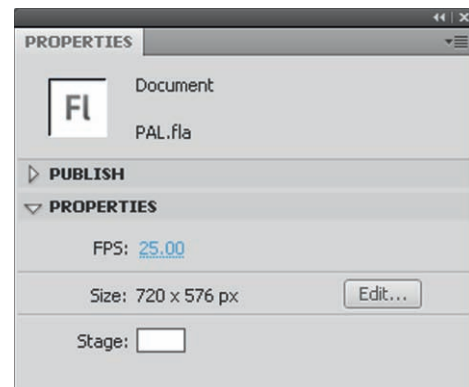 PROPERTIES
Fl
Document
PAL.fla
PUBLISH
PROPERTIES
FPS: 25.00
Size: 720 x 576 px Edit...
Stage: